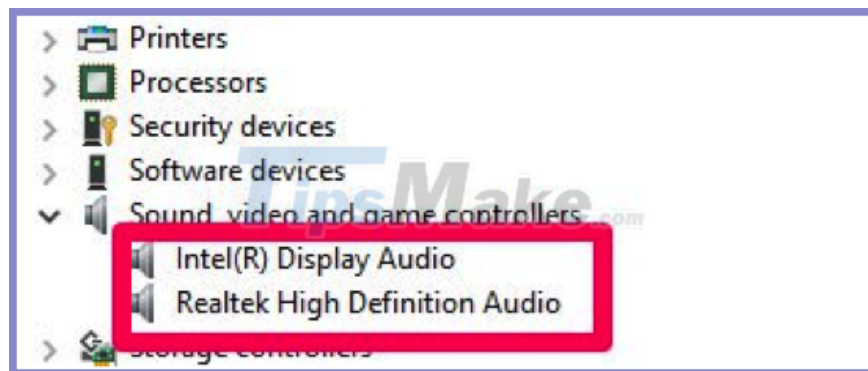 Printers
Processors
Security devices
Software devices
TipsMake.com
Sound, video and game controllers
Intel(R) Display Audio
Realtek High Definition Audio
Storage controllers